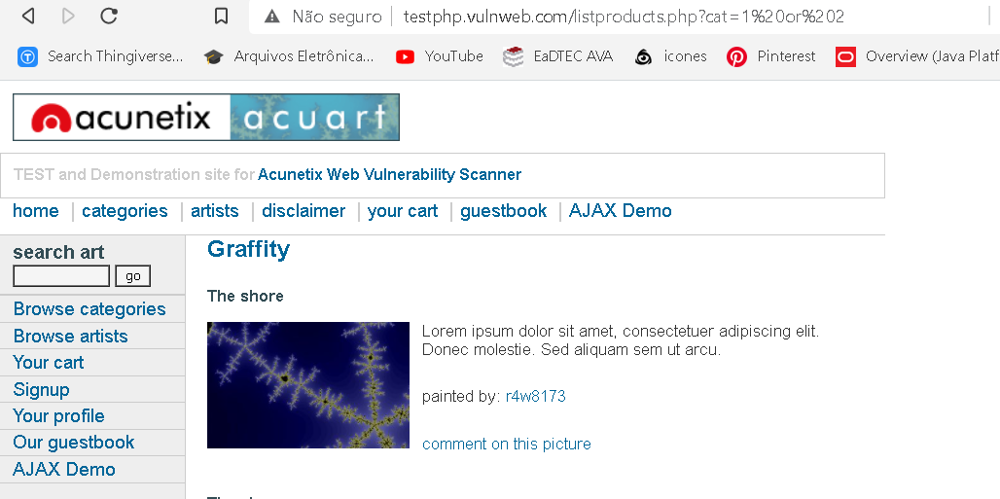 Não seguro testphp.vulnweb.com/listproducts.php?cat=1%20or%202
Search Thingiverse... Arquivos Eletrônica... YouTube EaDTEC AVA icones Pinterest Overview (Java Platf
acunetix acuart
TEST and Demonstration site for Acunetix Web Vulnerability Scanner
home categories artists disclaimer your cart guestbook AJAX Demo
search art
go
Browse categories
Browse artists
Your cart
Signup
Your profile
Our guestbook
AJAX Demo
Graffity
The shore
Lorem ipsum dolor sit amet, consectetuer adipiscing elit.
Donec molestie. Sed aliquam sem ut arcu.
painted by: r4w8173
comment on this picture